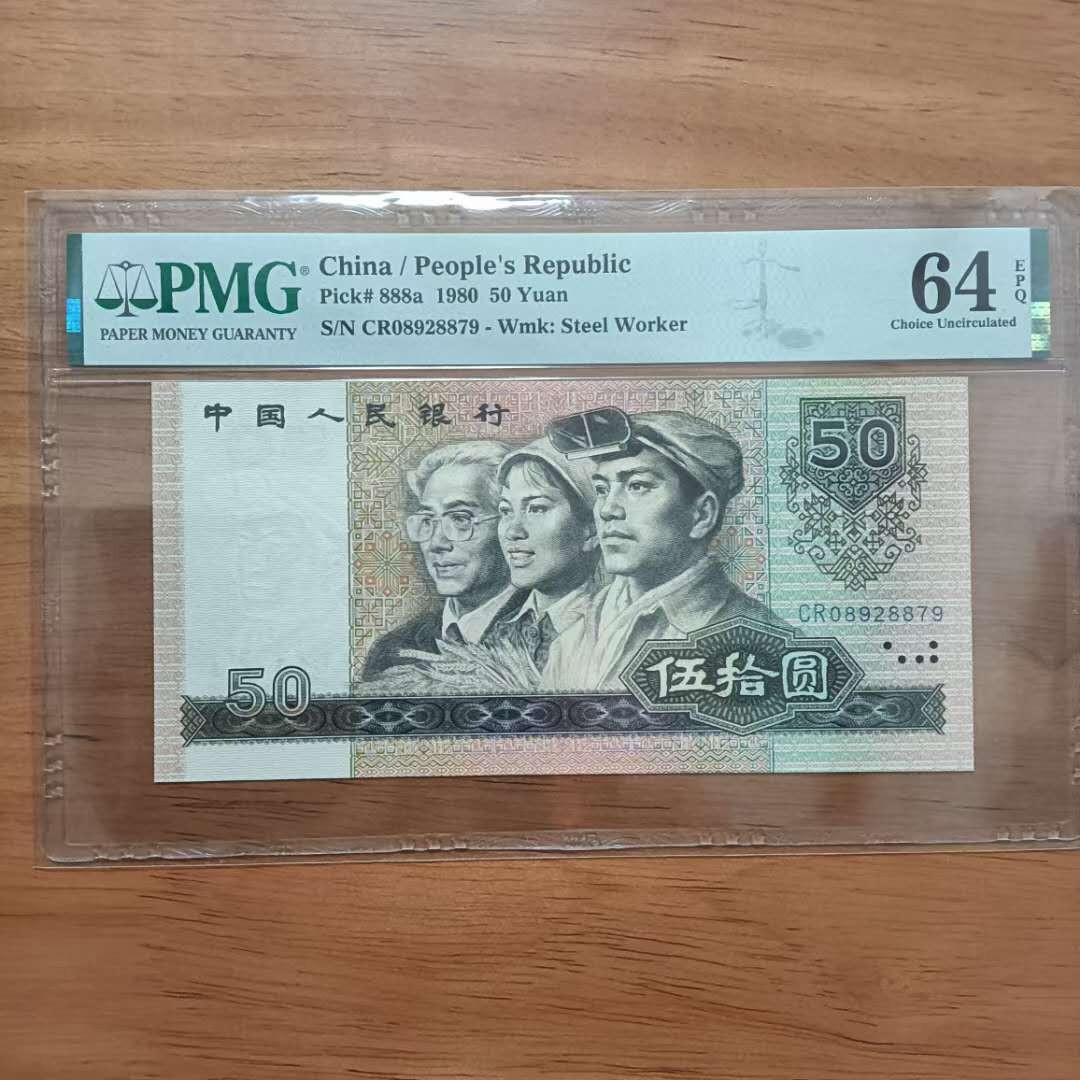 PMG®
PAPER MONEY GUARANTY
China / People's Republic
Pick# 888a 1980 50 Yuan
S/N CR08928879 - Wmk: Steel Worker
64
EPQ
Choice Uncirculated
中国人民银行
50
CR08928879
50
伍拾圆